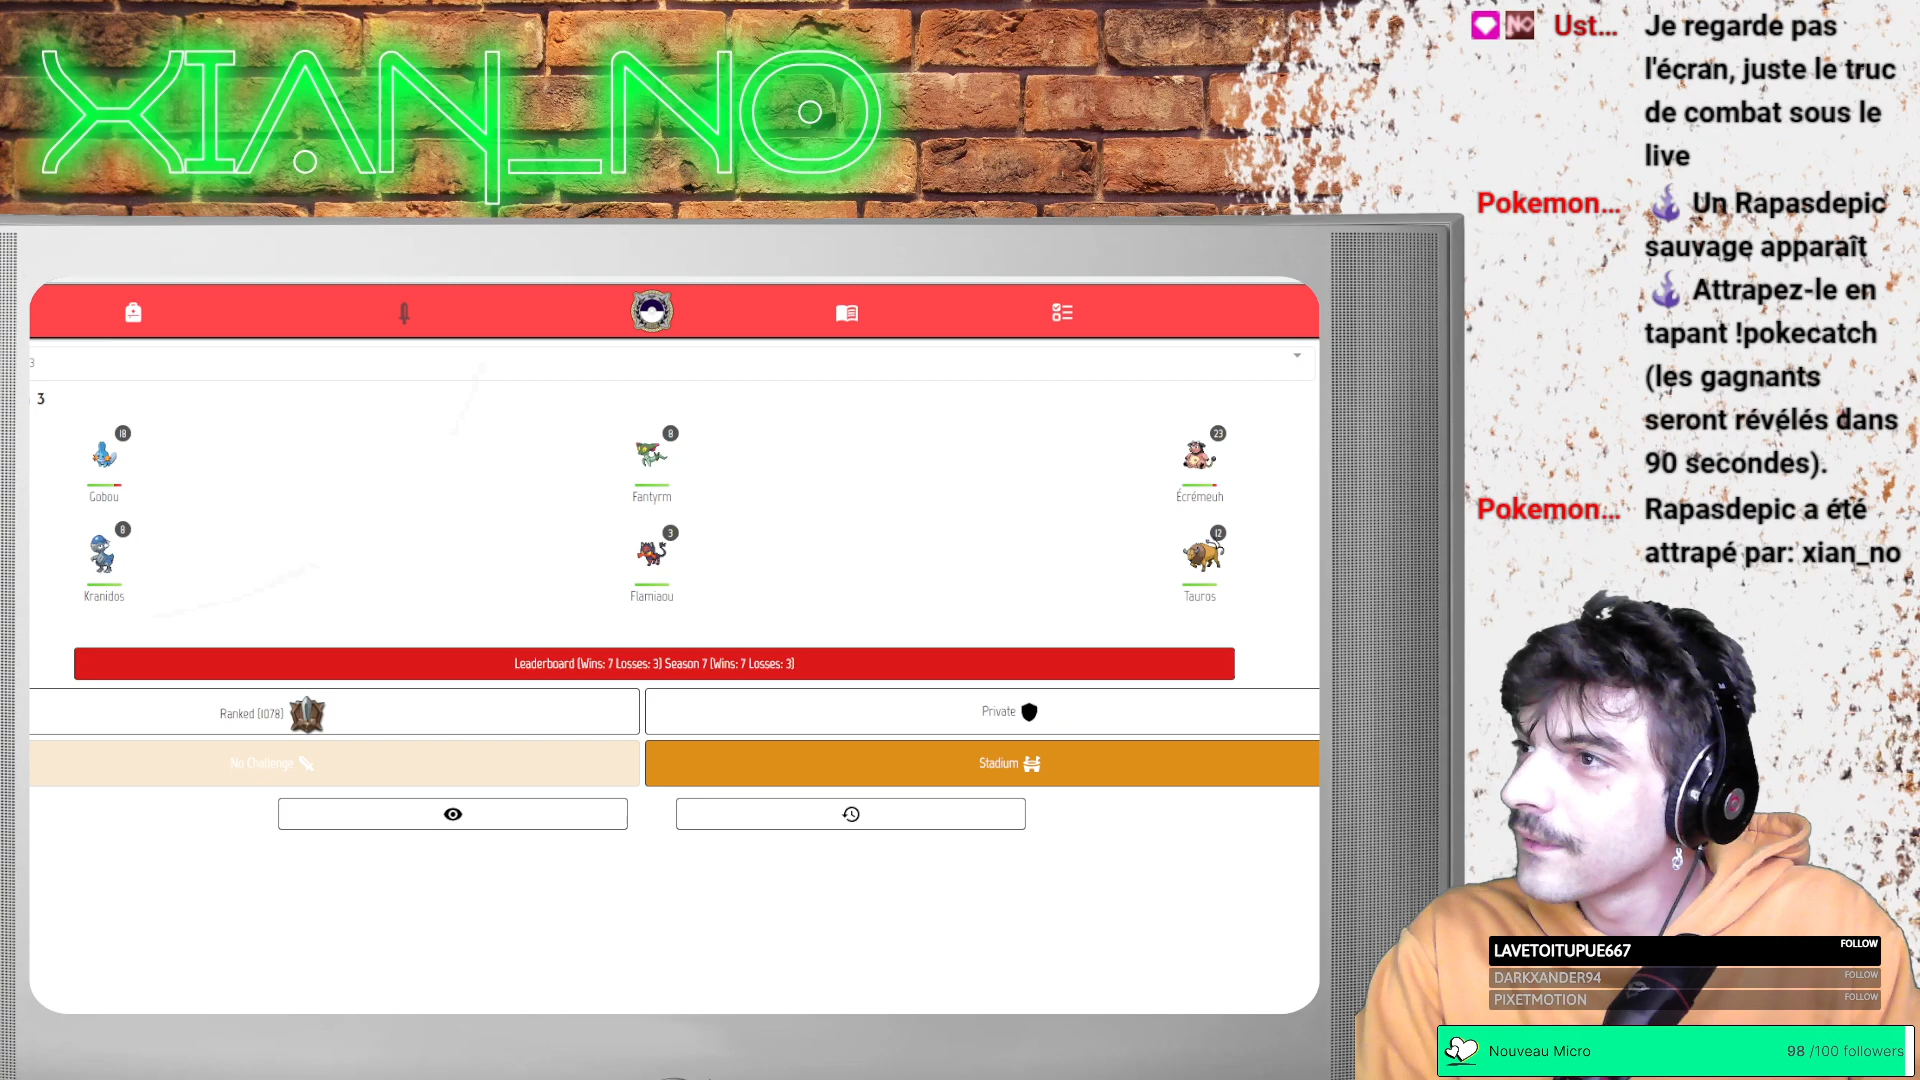 XIAN_NO
3
3
18
8
23
Gobou
Fantyrm
Écrémeuh
8
3
12
Kranidos
Flamiaou
Tauros
Leaderboard (Wins: 7 Losses: 3) Season 7 (Wins: 7 Losses: 3)
Ranked (1078)
Private
No Challenge
Stadium
NO
Ust...
Je regarde pas
l'écran, juste le truc
de combat sous le
live
Pokemon...
Un Rapasdepic
sauvage apparaît
Attrapez-le en
tapant !pokecatch
(les gagnants
seront révélés dans
90 secondes).
Pokemon...
Rapasdepic a été
attrapé par: xian_no
LAVETOITUPUE667
FOLLOW
DARKXANDER94
FOLLOW
PIXETMOTION
FOLLOW
Nouveau Micro
98 /100 followers